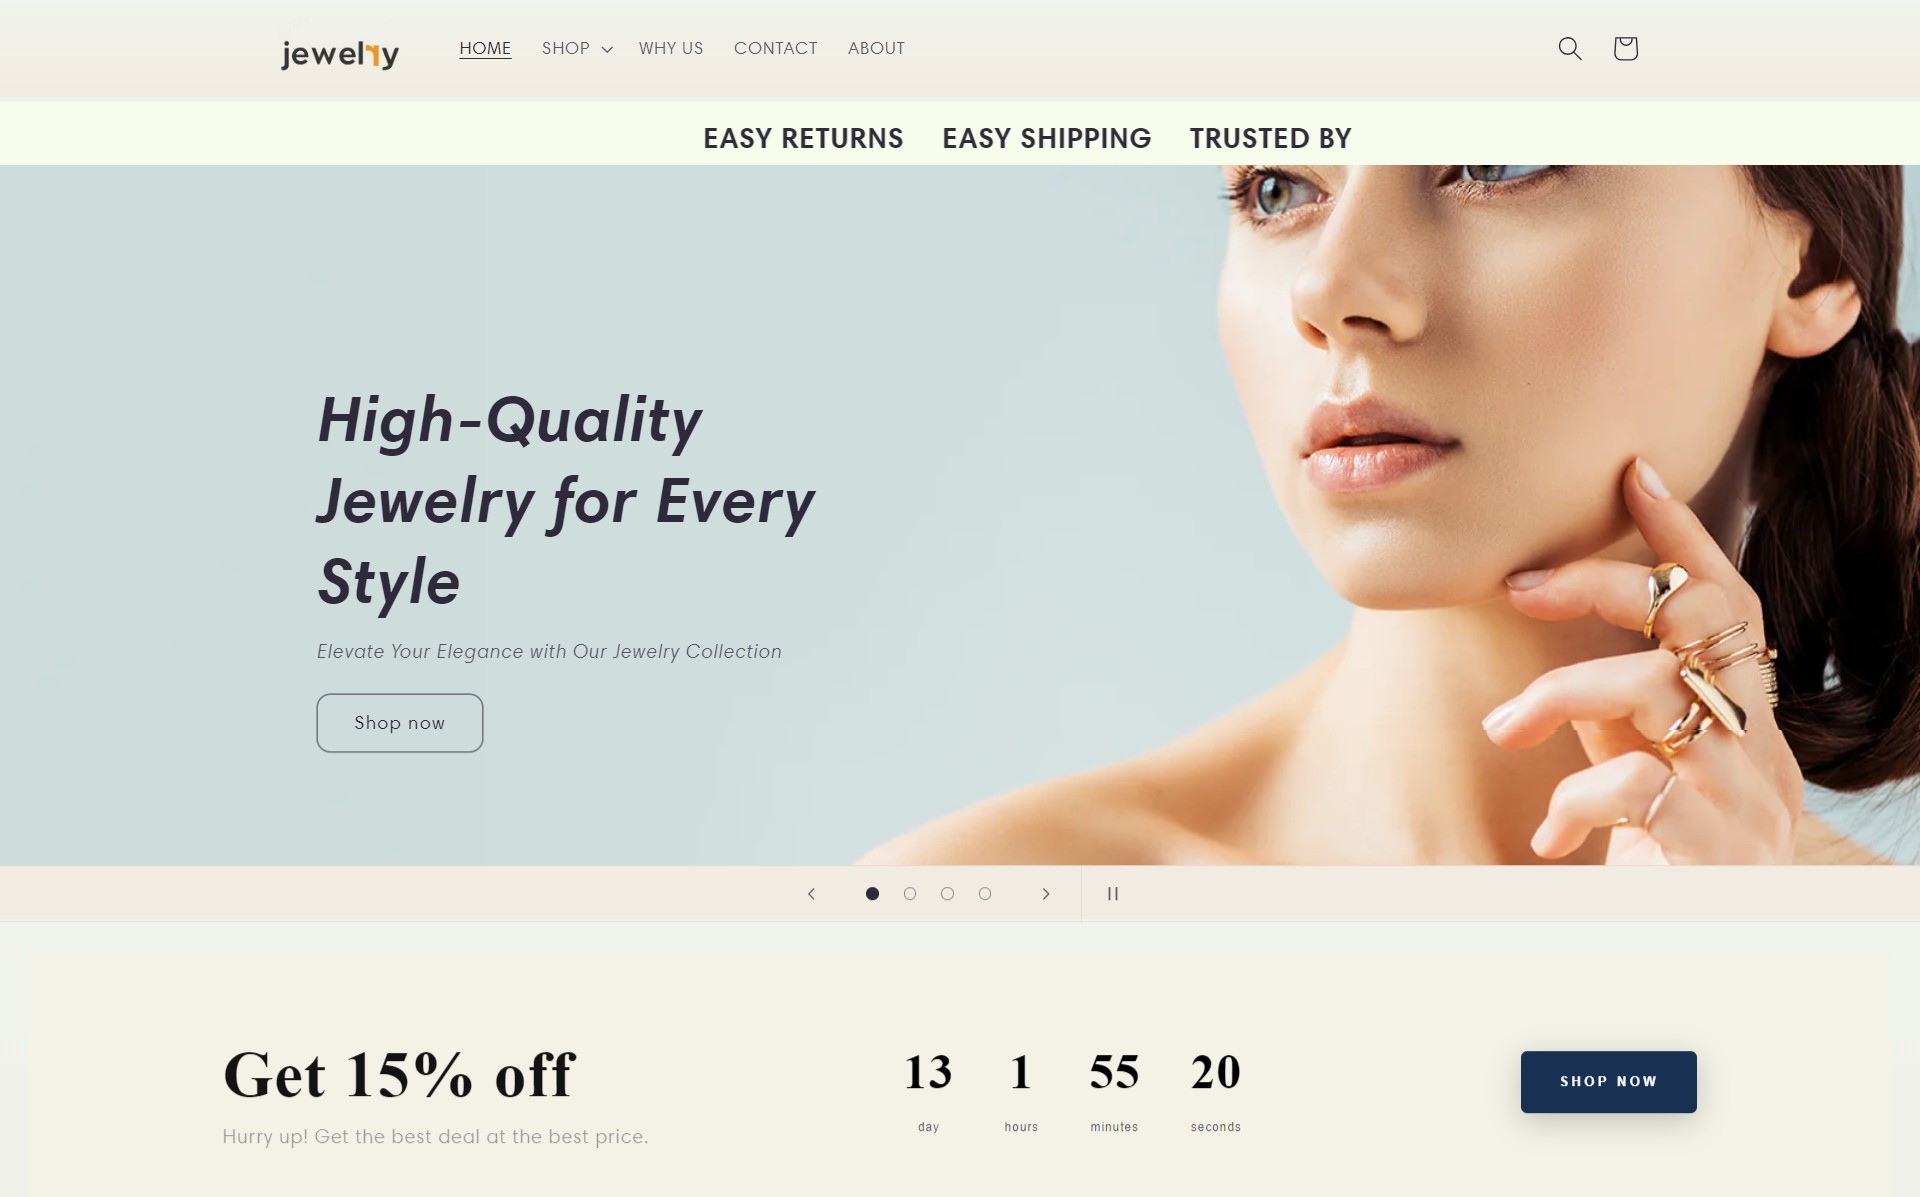 jewelry
HOME SHOP WHY US CONTACT ABOUT
EASY RETURNS EASY SHIPPING TRUSTED BY
High-Quality
Jewelry for Every
Style
Elevate Your Elegance with Our Jewelry Collection
Shop now
Get 15% off
Hurry up! Get the best deal at the best price.
13 1 55 20
day hours minutes seconds
SHOP NOW